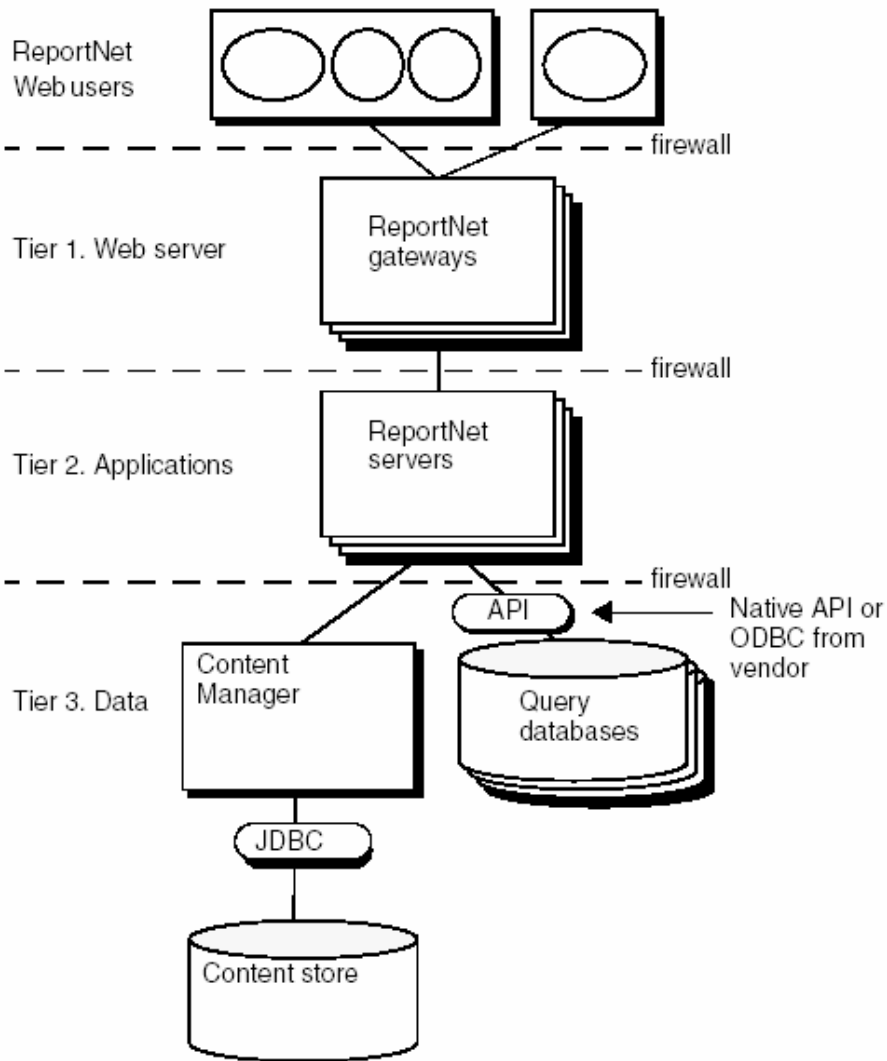 ReportNet
Web users
firewall
Tier 1. Web server
ReportNet
gateways
firewall
Tier 2. Applications
ReportNet
servers
firewall
API
Native API or
ODBC from
vendor
Tier 3. Data
Content
Manager
Query
databases
JDBC
Content store